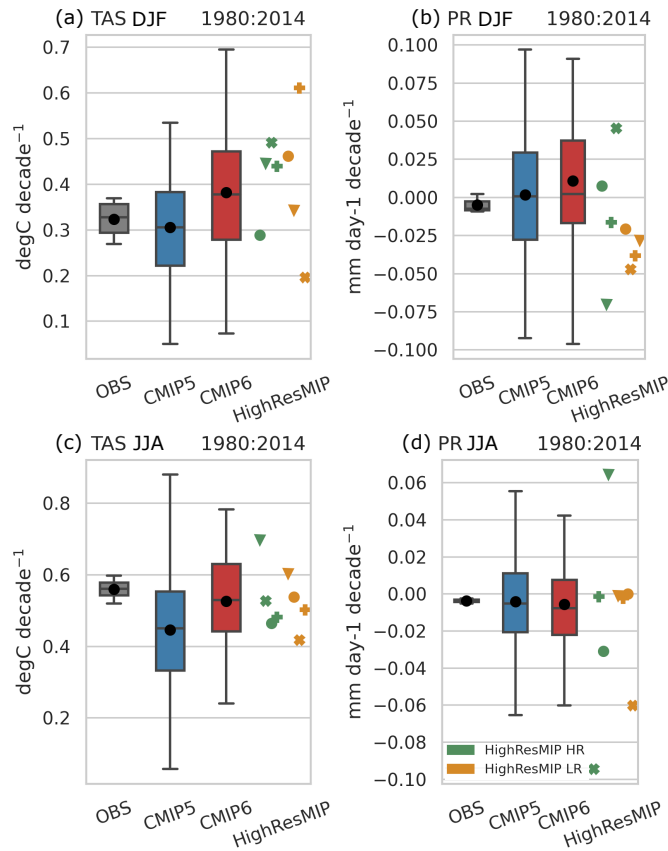 (a) TAS DJF 1980:2014
degC decade⁻¹
0.7
0.6
0.5
0.4
0.3
0.2
0.1
OBS
CMIP5
CMIP6
HighResMIP
(b) PR DJF 1980:2014
mm day-1 decade⁻¹
0.100
0.075
0.050
0.025
0.000
−0.025
−0.050
−0.075
−0.100
OBS
CMIP5
CMIP6
HighResMIP
(c) TAS JJA 1980:2014
degC decade⁻¹
0.8
0.6
0.4
0.2
OBS
CMIP5
CMIP6
HighResMIP
(d) PR JJA 1980:2014
mm day-1 decade⁻¹
0.06
0.04
0.02
0.00
−0.02
−0.04
−0.06
−0.08
−0.10
HighResMIP HR
HighResMIP LR
OBS
CMIP5
CMIP6
HighResMIP